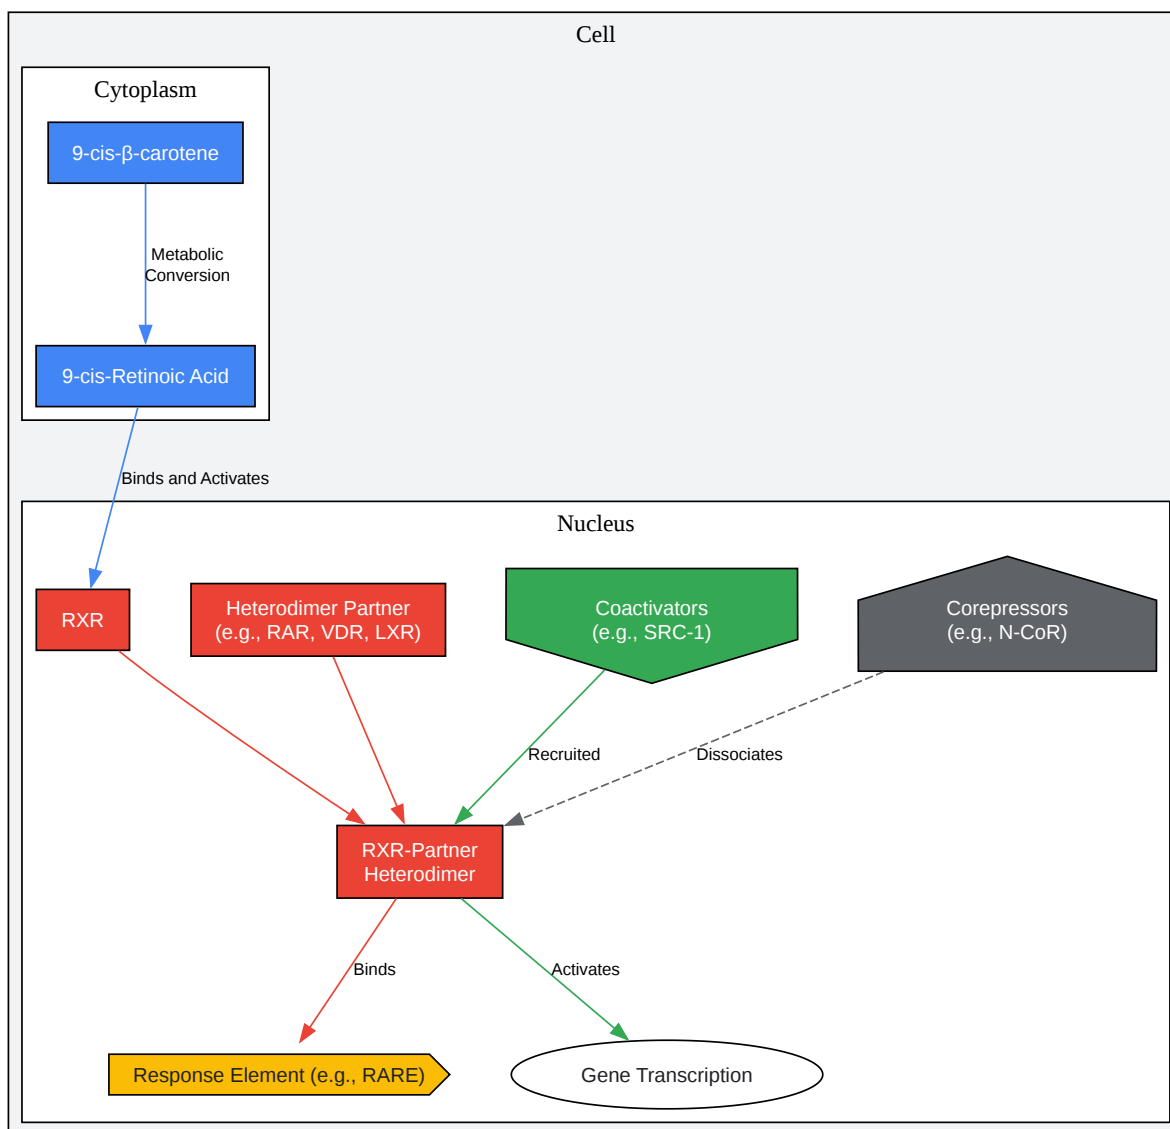 Cell
Cytoplasm
9-cis-β-carotene
Metabolic
Conversion
9-cis-Retinoic Acid
Binds and Activates
Nucleus
RXR
Heterodimer Partner
(e.g., RAR, VDR, LXR)
Coactivators
(e.g., SRC-1)
Corepressors
(e.g., N-CoR)
Recruited
Dissociates
RXR-Partner
Heterodimer
Binds
Activates
Response Element (e.g., RARE)
Gene Transcription